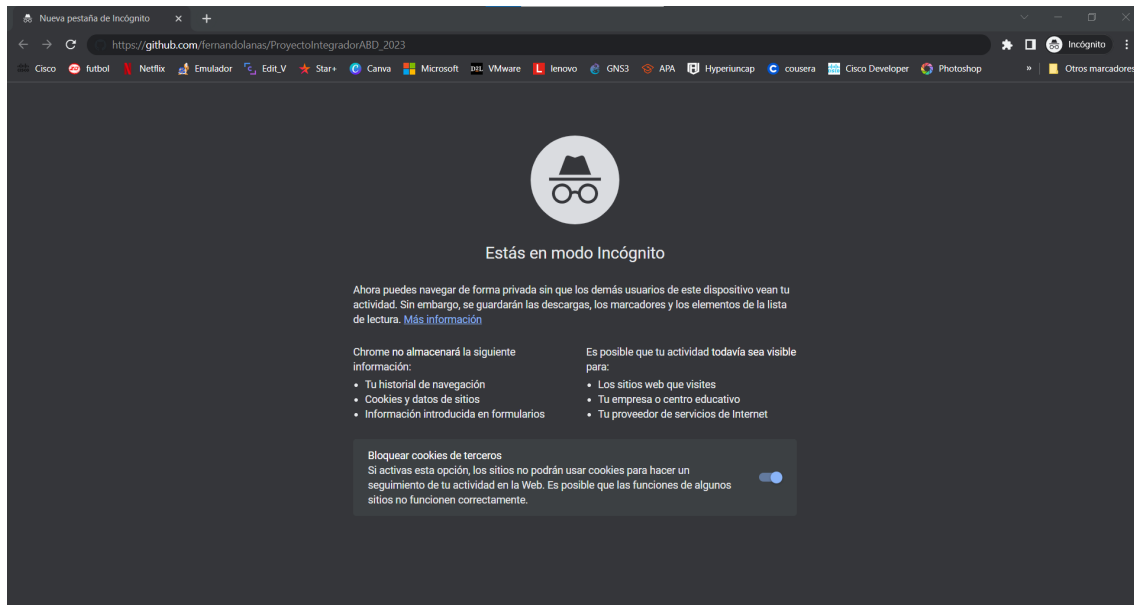 Nueva pestaña de Incógnito
https://github.com/fernandolanas/ProyectoIntegradorABD_2023
Incógnito
Cisco futbol Netflix Emulador Edit_V Star+ Canva Microsoft VMware lenovo GNS3 APA Hyperiuncap cousera Cisco Developer Photoshop » Otros marcadores
Estás en modo Incógnito
Ahora puedes navegar de forma privada sin que los demás usuarios de este dispositivo vean tu
actividad. Sin embargo, se guardarán las descargas, los marcadores y los elementos de la lista
de lectura. Más información
Chrome no almacenará la siguiente
información:
• Tu historial de navegación
• Cookies y datos de sitios
• Información introducida en formularios
Es posible que tu actividad todavía sea visible
para:
• Los sitios web que visites
• Tu empresa o centro educativo
• Tu proveedor de servicios de Internet
Bloquear cookies de terceros
Si activas esta opción, los sitios no podrán usar cookies para hacer un
seguimiento de tu actividad en la Web. Es posible que las funciones de algunos
sitios no funcionen correctamente.